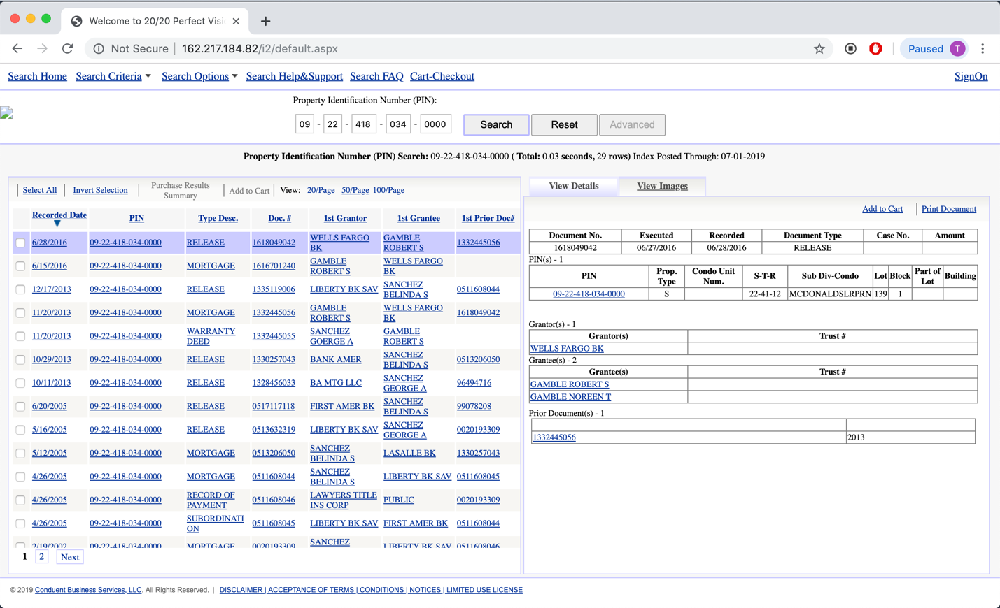 Welcome to 20/20 Perfect Visi
Not Secure
162.217.184.82/i2/default.aspx
Paused
T
Search Home Search Criteria Search Options Search Help&Support Search FAQ Cart-Checkout SignOn
Property Identification Number (PIN):
09 - 22 - 418 - 034 - 0000 Search Reset Advanced
Property Identification Number (PIN) Search: 09-22-418-034-0000 ( Total: 0.03 seconds, 29 rows) Index Posted Through: 07-01-2019
Select All Invert Selection Purchase Results Summary Add to Cart View: 20/Page 50/Page 100/Page
Recorded Date PIN Type Desc. Doc. # 1st Grantor 1st Grantee 1st Prior Doc#
6/28/2016 09-22-418-034-0000 RELEASE 1618049042 WELLS FARGO BK GAMBLE ROBERT S 1332445056
6/15/2016 09-22-418-034-0000 MORTGAGE 1616701240 GAMBLE ROBERT S WELLS FARGO BK
12/17/2013 09-22-418-034-0000 RELEASE 1335119006 LIBERTY BK SAV SANCHEZ BELINDA S 0511608044
11/20/2013 09-22-418-034-0000 MORTGAGE 1332445056 GAMBLE ROBERT S WELLS FARGO BK 1618049042
11/20/2013 09-22-418-034-0000 WARRANTY DEED 1332445055 SANCHEZ GOERGE A GAMBLE ROBERT S
10/29/2013 09-22-418-034-0000 RELEASE 1330257043 BANK AMER SANCHEZ BELINDA S 0513206050
10/11/2013 09-22-418-034-0000 RELEASE 1328456033 BA MTG LLC SANCHEZ GEORGE A 96494716
6/20/2005 09-22-418-034-0000 RELEASE 0517117118 FIRST AMER BK SANCHEZ BELINDA S 99078208
5/16/2005 09-22-418-034-0000 RELEASE 0513632319 LIBERTY BK SAV SANCHEZ GEORGE A 0020193309
5/12/2005 09-22-418-034-0000 MORTGAGE 0513206050 SANCHEZ BELINDA S LASALLE BK 1330257043
4/26/2005 09-22-418-034-0000 MORTGAGE 0511608044 SANCHEZ BELINDA S LIBERTY BK SAV 0511608045
4/26/2005 09-22-418-034-0000 RECORD OF PAYMENT 0511608046 LAWYERS TITLE INS CORP PUBLIC 0020193309
4/26/2005 09-22-418-034-0000 SUBORDINATION 0511608045 LIBERTY BK SAV FIRST AMER BK 0511608044
2/19/2002 09-22-418-034-0000 MORTGAGE 0020193309 SANCHEZ LIBERTY BK SAV 0511608046
1 2 Next
View Details View Images
Add to Cart Print Document
Document No. Executed Recorded Document Type Case No. Amount
1618049042 06/27/2016 06/28/2016 RELEASE
PIN(s) - 1
PIN Prop. Type Condo Unit Num. S-T-R Sub Div-Condo Lot Block Part of Lot Building
09-22-418-034-0000 S 22-41-12 MCDONALDSLRPRN 139 1
Grantor(s) - 1
Grantor(s) Trust #
WELLS FARGO BK
Grantee(s) - 2
Grantee(s) Trust #
GAMBLE ROBERT S
GAMBLE NOREEN T
Prior Document(s) - 1
1332445056 2013
© 2019 Conduent Business Services, LLC. All Rights Reserved. | DISCLAIMER | ACCEPTANCE OF TERMS | CONDITIONS | NOTICES | LIMITED USE LICENSE